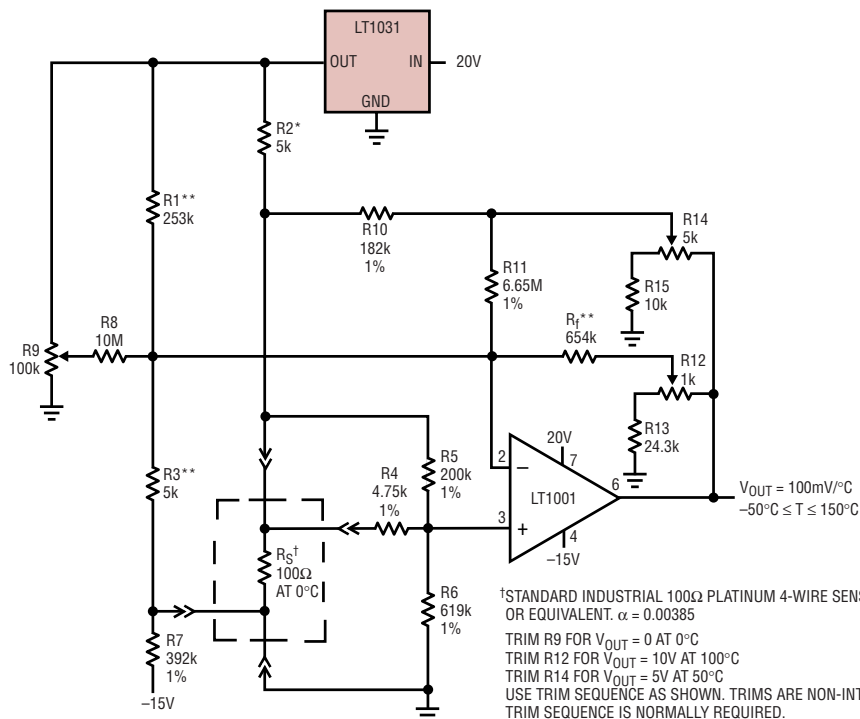 LT1031
OUT
IN
20V
GND
R2*
5k
R1**
253k
R14
5k
R10
182k
1%
R11
6.65M
1%
R15
10k
R8
10M
Rf**
654k
R9
100k
R12
1k
R13
24.3k
R5
200k
1%
20V
2
7
R3**
5k
R4
4.75k
1%
–
LT1001
6
VOUT = 100mV/°C
–50°C ≤ T ≤ 150°C
3
+
4
–15V
RS†
100Ω
AT 0°C
R6
619k
1%
R7
392k
1%
–15V
†STANDARD INDUSTRIAL 100Ω PLATINUM 4-WIRE SENS
OR EQUIVALENT. α = 0.00385
TRIM R9 FOR VOUT = 0 AT 0°C
TRIM R12 FOR VOUT = 10V AT 100°C
TRIM R14 FOR VOUT = 5V AT 50°C
USE TRIM SEQUENCE AS SHOWN. TRIMS ARE NON-INT
TRIM SEQUENCE IS NORMALLY REQUIRED.